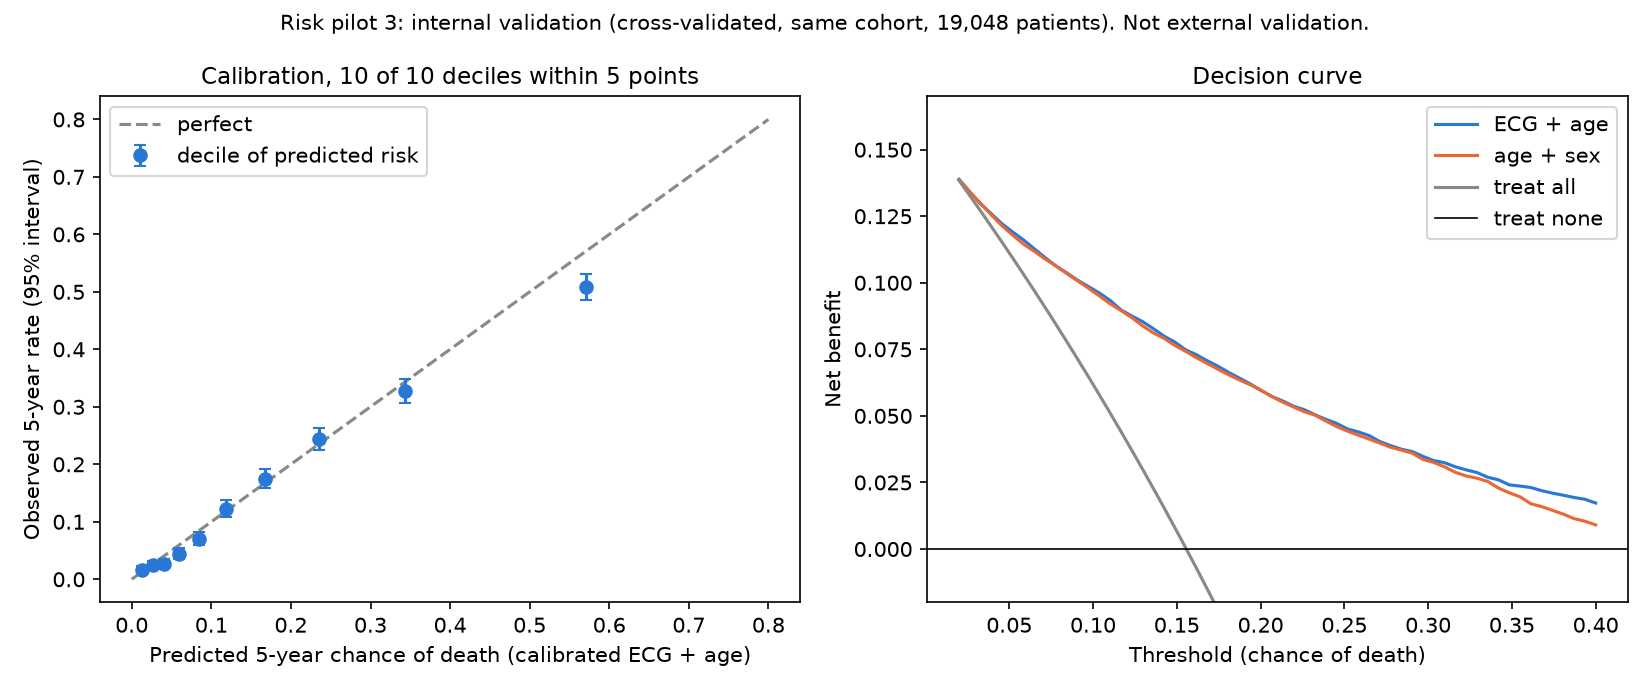 Risk pilot 3: internal validation (cross-validated, same cohort, 19,048 patients). Not external validation.
Calibration, 10 of 10 deciles within 5 points
perfect
decile of predicted risk
Observed 5-year rate (95% interval)
0.8
0.7
0.6
0.5
0.4
0.3
0.2
0.1
0.0
0.0 0.1 0.2 0.3 0.4 0.5 0.6 0.7 0.8
Predicted 5-year chance of death (calibrated ECG + age)
Decision curve
ECG + age
age + sex
treat all
treat none
Net benefit
0.150
0.125
0.100
0.075
0.050
0.025
0.000
0.05 0.10 0.15 0.20 0.25 0.30 0.35 0.40
Threshold (chance of death)